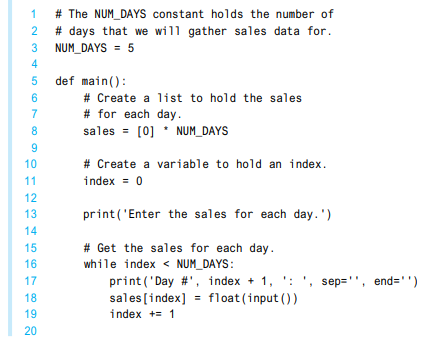 1 # The NUM_DAYS constant holds the number of
2 # days that we will gather sales data for.
3 NUM_DAYS = 5
4
5 def main():
6     # Create a list to hold the sales
7     # for each day.
8     sales = [0] * NUM_DAYS
9
10     # Create a variable to hold an index.
11     index = 0
12
13     print('Enter the sales for each day.')
14
15     # Get the sales for each day.
16     while index < NUM_DAYS:
17         print('Day #', index + 1, ': ', sep='', end='')
18         sales[index] = float(input())
19         index += 1
20